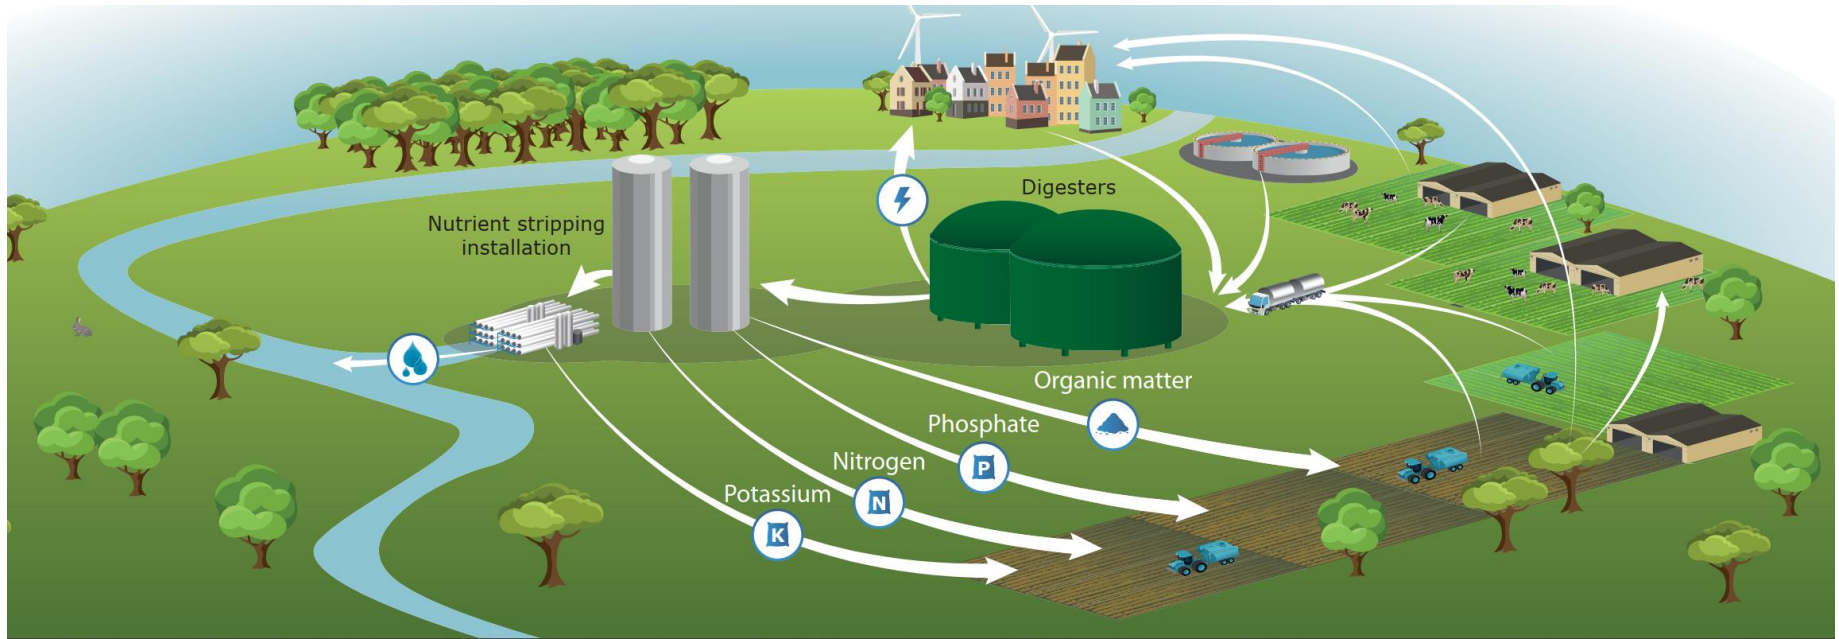 Digesters
Nutrient stripping
installation
Organic matter
Phosphate
P
Nitrogen
N
Potassium
K